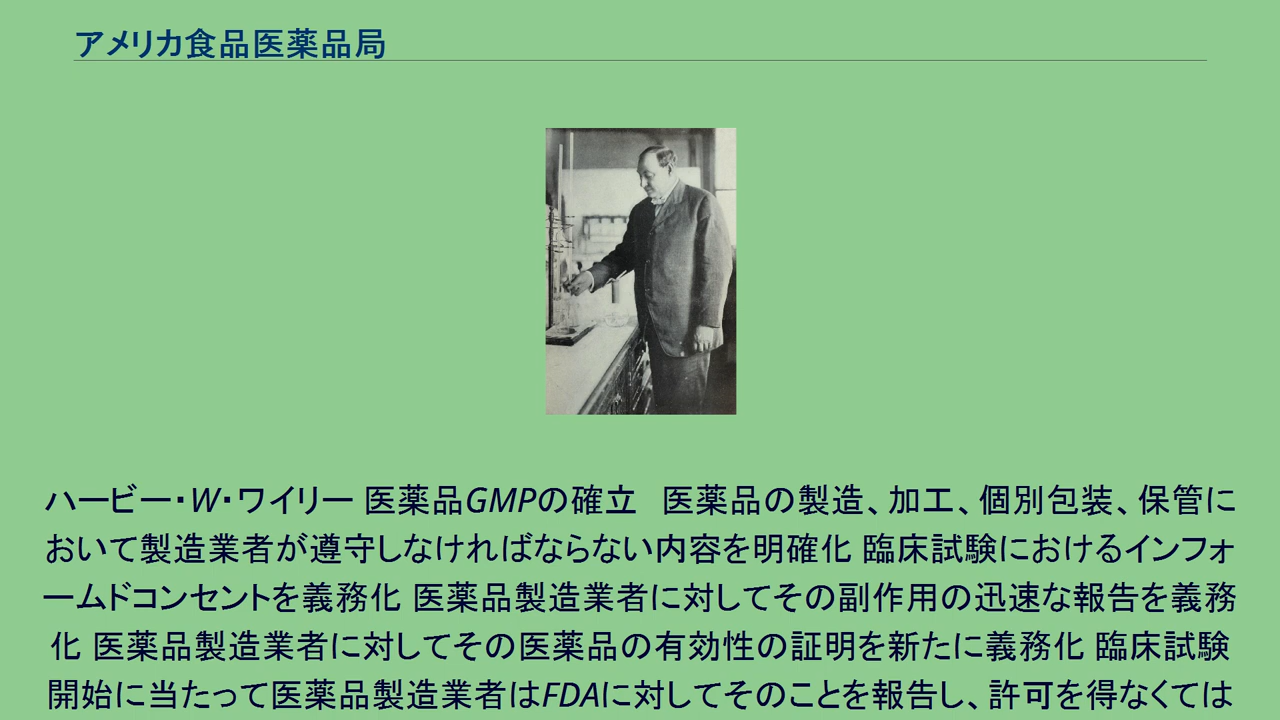 アメリカ食品医薬品局
ハービー・W・ワイリー 医薬品GMPの確立　医薬品の製造、加工、個別包装、保管に
おいて製造業者が遵守しなければならない内容を明確化 臨床試験におけるインフォ
ームドコンセントを義務化 医薬品製造業者に対してその副作用の迅速な報告を義務
化 医薬品製造業者に対してその医薬品の有効性の証明を新たに義務化 臨床試験
開始に当たって医薬品製造業者はFDAに対してそのことを報告し、許可を得なくては